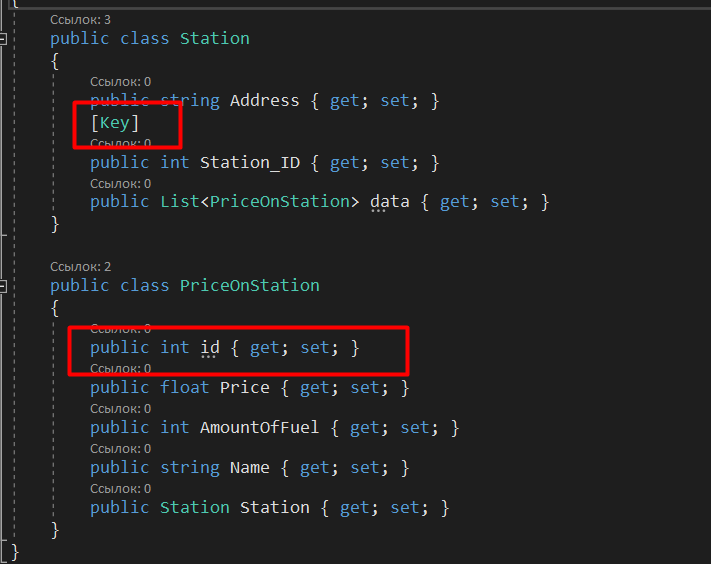 {
Ссылок: 3
public class Station
{
Ссылок: 0
public string Address { get; set; }
[Key]
Ссылок: 0
public int Station_ID { get; set; }
Ссылок: 0
public List<PriceOnStation> data { get; set; }
}
Ссылок: 2
public class PriceOnStation
{
Ссылок: 0
public int id { get; set; }
Ссылок: 0
public float Price { get; set; }
Ссылок: 0
public int AmountOfFuel { get; set; }
Ссылок: 0
public string Name { get; set; }
Ссылок: 0
public Station Station { get; set; }
}
}